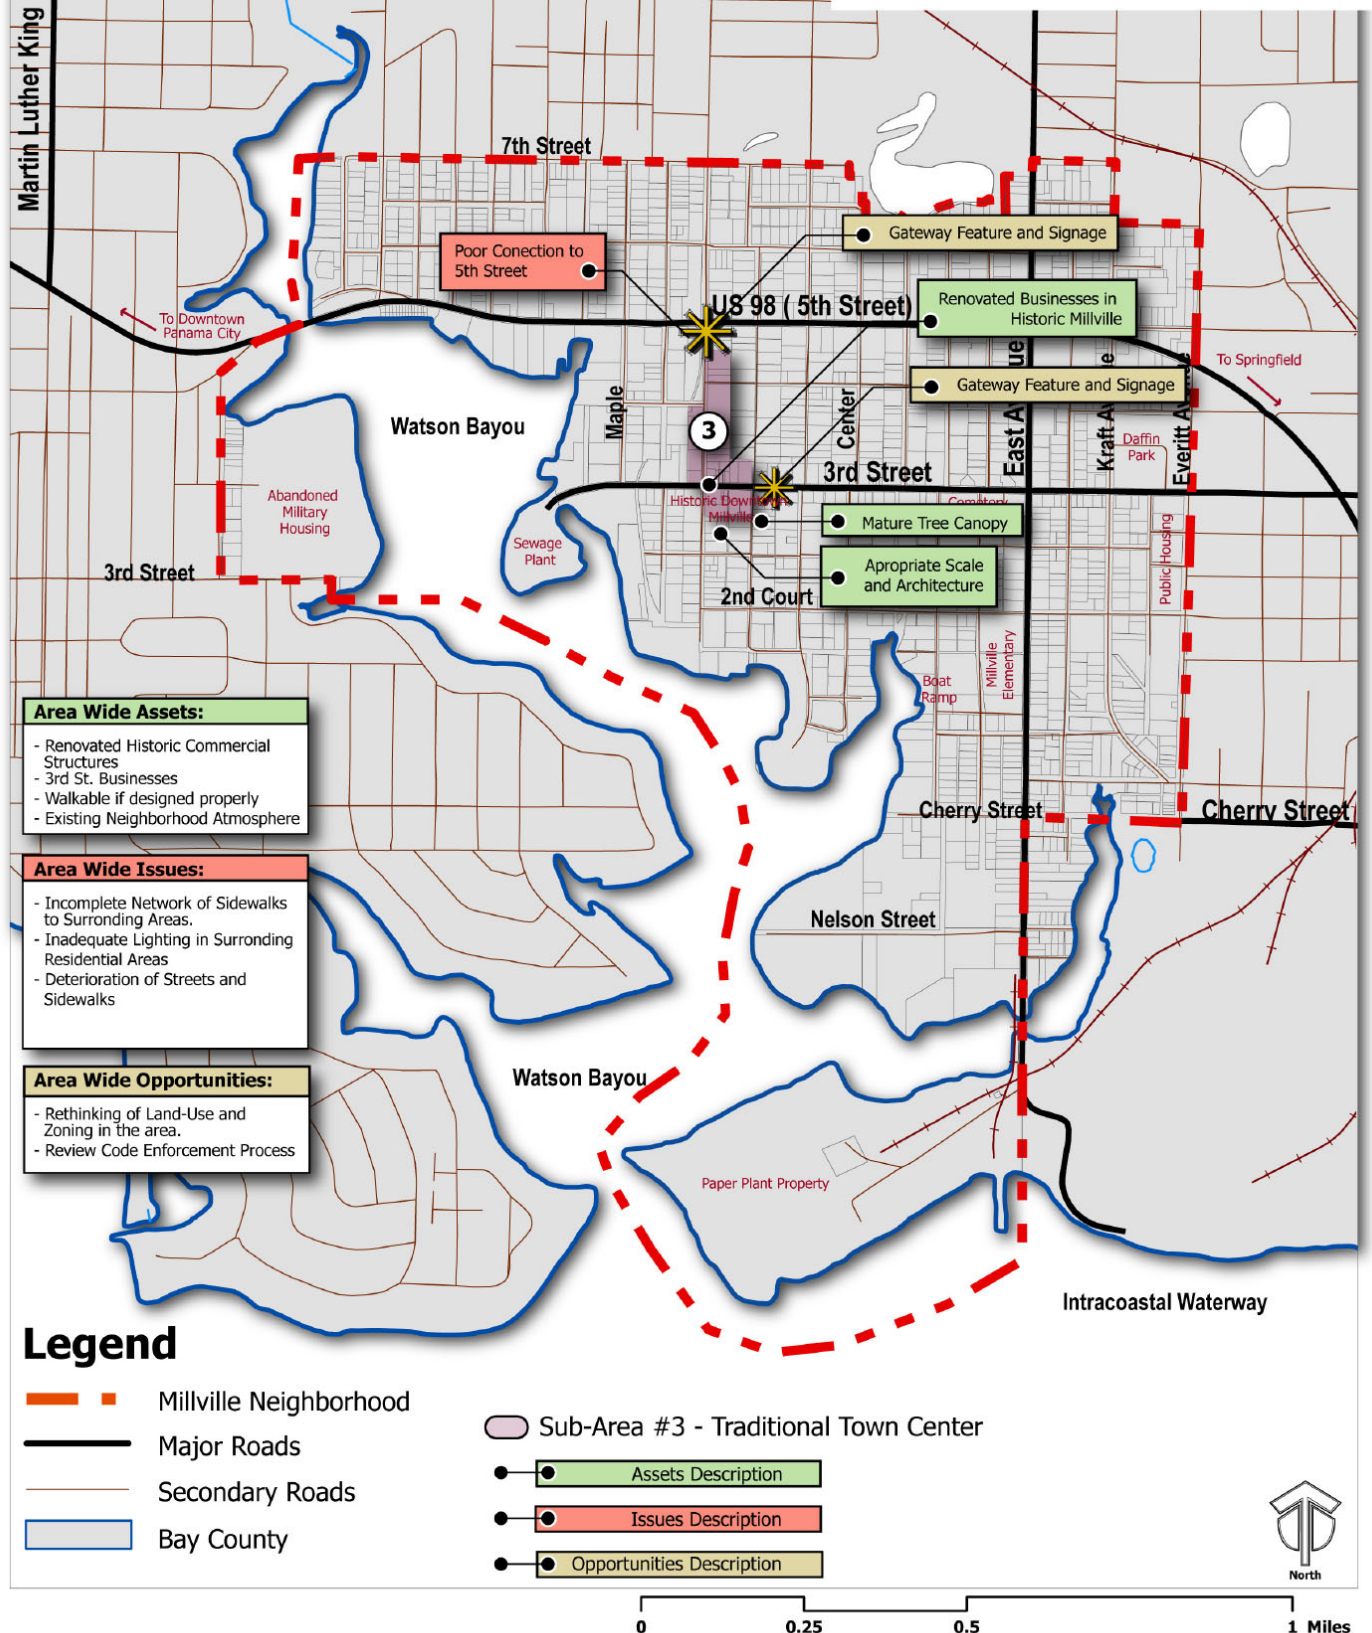 Martin Luther King
7th Street
Gateway Feature and Signage
Poor Conection to
5th Street
US 98 ( 5th Street)
Renovated Businesses in
Historic Millville
To Downtown
Panama City
To Springfield
Gateway Feature and Signage
Maple
Center
East
Kraft
Everitt
Watson Bayou
3
Daffin
Park
3rd Street
Abandoned
Military
Housing
Historic Downtown
Millville
Cemetery
Mature Tree Canopy
Sewage
Plant
Public Housing
Apropriate Scale
and Architecture
3rd Street
2nd Court
Millville
Elementary
Boat
Ramp
Area Wide Assets:
- Renovated Historic Commercial
Structures
- 3rd St. Businesses
- Walkable if designed properly
- Existing Neighborhood Atmosphere
Cherry Street
Cherry Street
Area Wide Issues:
- Incomplete Network of Sidewalks
to Surronding Areas.
- Inadequate Lighting in Surronding
Residential Areas
- Deterioration of Streets and
Sidewalks
Nelson Street
Watson Bayou
Area Wide Opportunities:
- Rethinking of Land-Use and
Zoning in the area.
- Review Code Enforcement Process
Paper Plant Property
Intracoastal Waterway
Legend
Millville Neighborhood
Major Roads
Secondary Roads
Bay County
Sub-Area #3 - Traditional Town Center
Assets Description
Issues Description
Opportunities Description
North
0 0.25 0.5 1 Miles